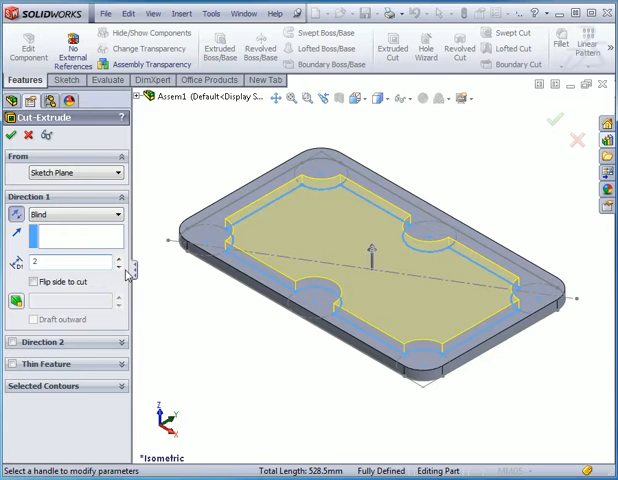 SOLIDWORKS File Edit View Insert Tools Window Help
Edit Component
No External References
Hide/Show Components
Change Transparency
Assembly Transparency
Extruded Boss/Base
Revolved Boss/Base
Swept Boss/Base
Lofted Boss/Base
Boundary Boss/Base
Extruded Cut
Hole Wizard
Revolved Cut
Swept Cut
Lofted Cut
Boundary Cut
Fillet
Linear Pattern
Features Sketch Evaluate DimXpert Office Products New Tab
Assem1 (Default<Display S...
Cut-Extrude
?
From
Sketch Plane
Direction 1
Blind
D1
2
Flip side to cut
Draft outward
Direction 2
Thin Feature
Selected Contours
Z
Y
X
*Isometric
Select a handle to modify parameters Total Length: 528.5mm Fully Defined Editing Part MMGS